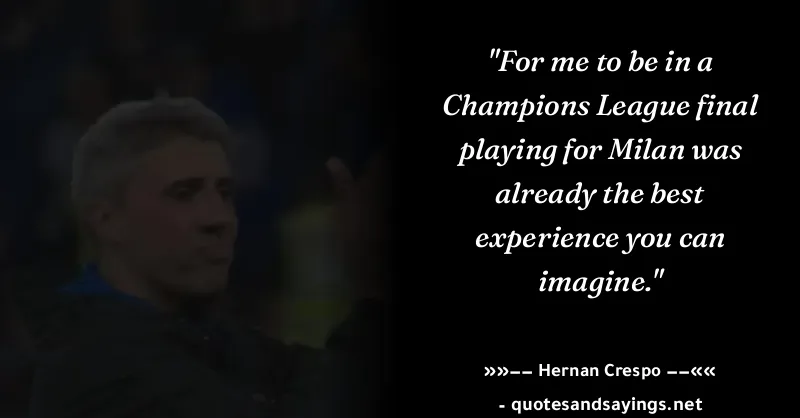 "For me to be in a
Champions League final
playing for Milan was
already the best
experience you can
imagine."
»»−− Hernan Crespo −−««
- quotesandsayings.net